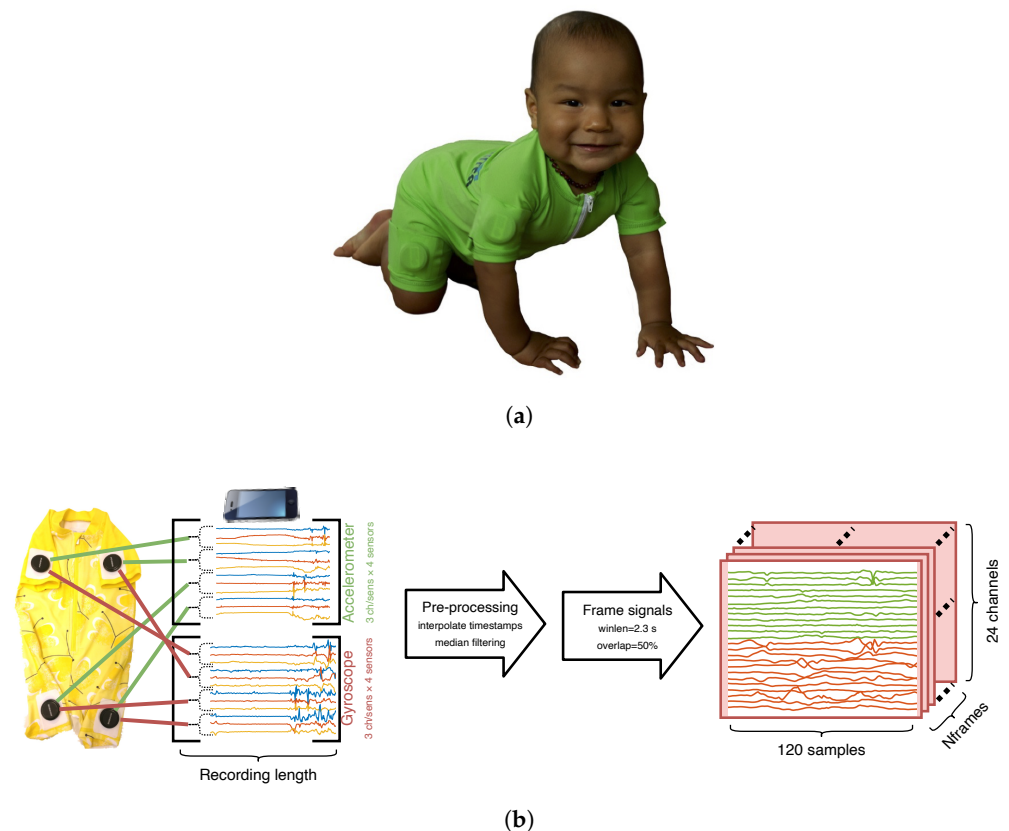 (a)
Accelerometer
3 ch/sens × 4 sensors
Gyroscope
3 ch/sens × 4 sensors
Recording length
Pre-processing
interpolate timestamps
median filtering
Frame signals
winlen=2.3 s
overlap=50%
24 channels
Nframes
120 samples
(b)